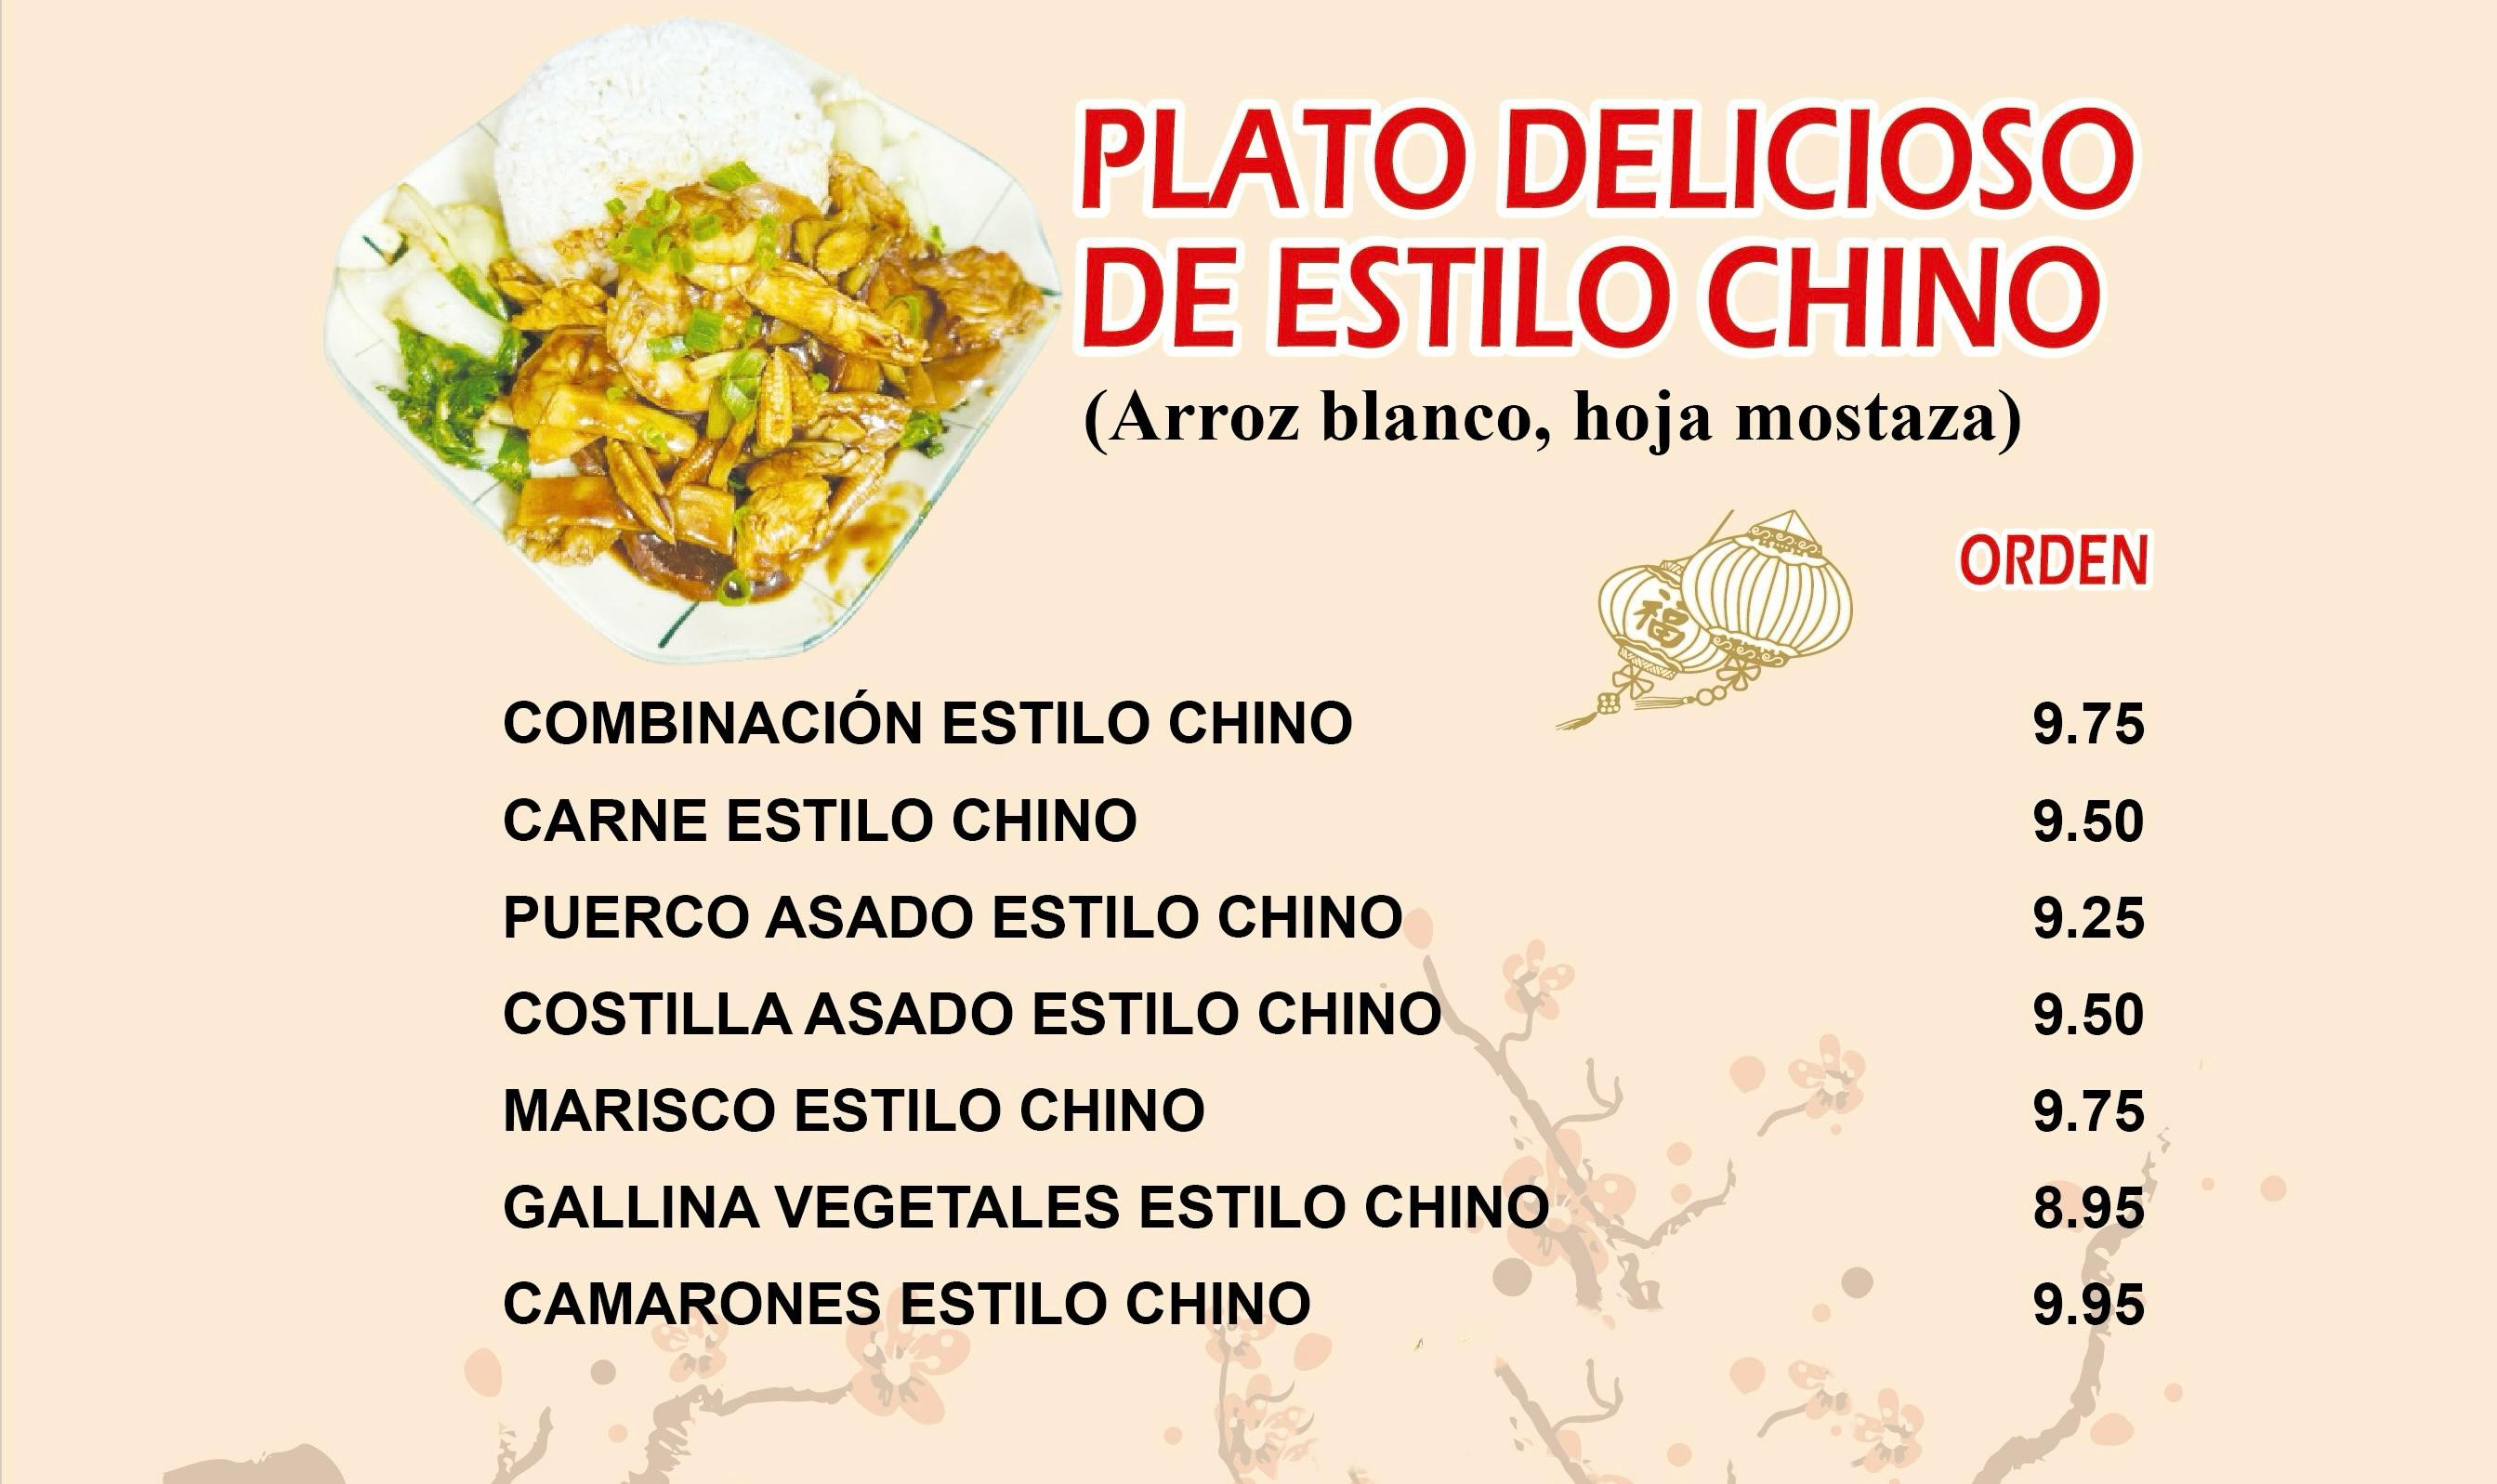 PLATO DELICIOSO
DE ESTILO CHINO
(Arroz blanco, hoja mostaza)
福
ORDEN
COMBINACIÓN ESTILO CHINO 9.75
CARNE ESTILO CHINO 9.50
PUERCO ASADO ESTILO CHINO 9.25
COSTILLA ASADO ESTILO CHINO 9.50
MARISCO ESTILO CHINO 9.75
GALLINA VEGETALES ESTILO CHINO 8.95
CAMARONES ESTILO CHINO 9.95